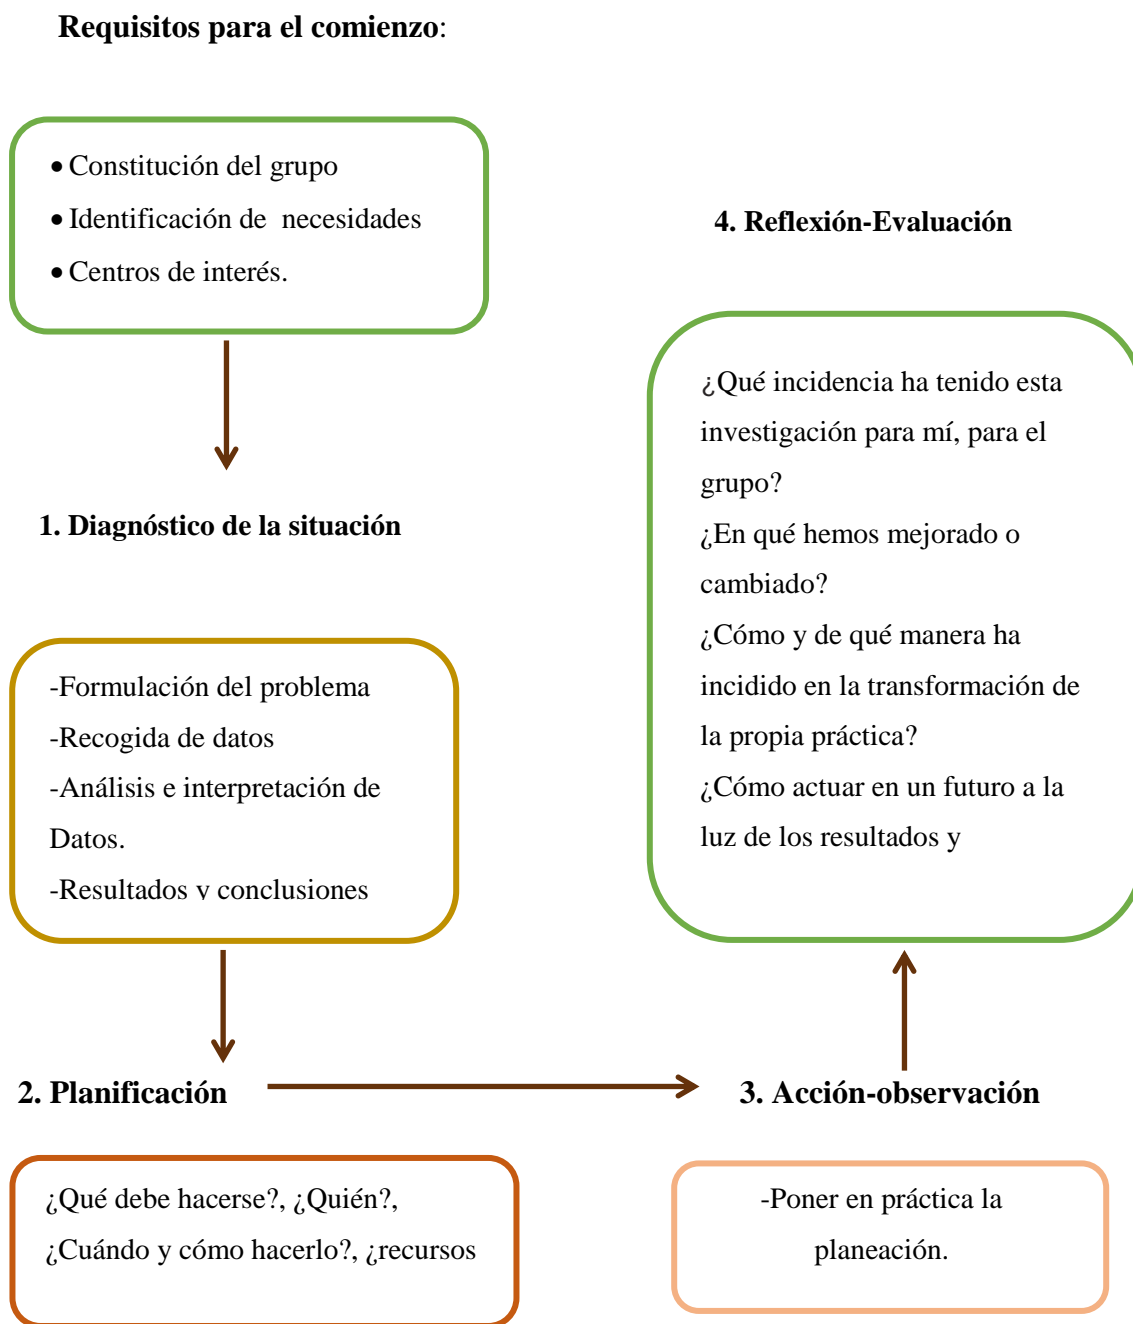 Requisitos para el comienzo:
• Constitución del grupo
• Identificación de  necesidades
• Centros de interés.
1. Diagnóstico de la situación
-Formulación del problema
-Recogida de datos
-Análisis e interpretación de
Datos.
-Resultados y conclusiones
2. Planificación
¿Qué debe hacerse?, ¿Quién?,
¿Cuándo y cómo hacerlo?, ¿recursos
3. Acción-observación
-Poner en práctica la
planeación.
4. Reflexión-Evaluación
¿Qué incidencia ha tenido esta
investigación para mí, para el
grupo?
¿En qué hemos mejorado o
cambiado?
¿Cómo y de qué manera ha
incidido en la transformación de
la propia práctica?
¿Cómo actuar en un futuro a la
luz de los resultados y